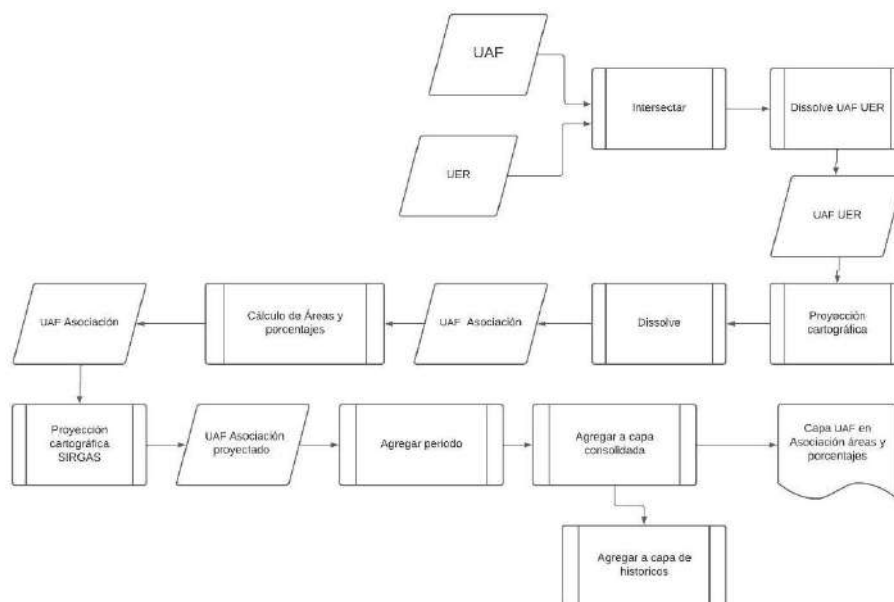 UAF
Intersectar
Dissolve UAF UER
UER
UAF UER
UAF Asociación
Cálculo de Áreas y
porcentajes
UAF Asociación
Dissolve
Proyección
cartográfica
Proyección
cartográfica
SIRGAS
UAF Asociación
proyectado
Agregar periodo
Agregar a capa
consolidada
Capa UAF en
Asociación áreas y
porcentajes
Agregar a capa de
historicos